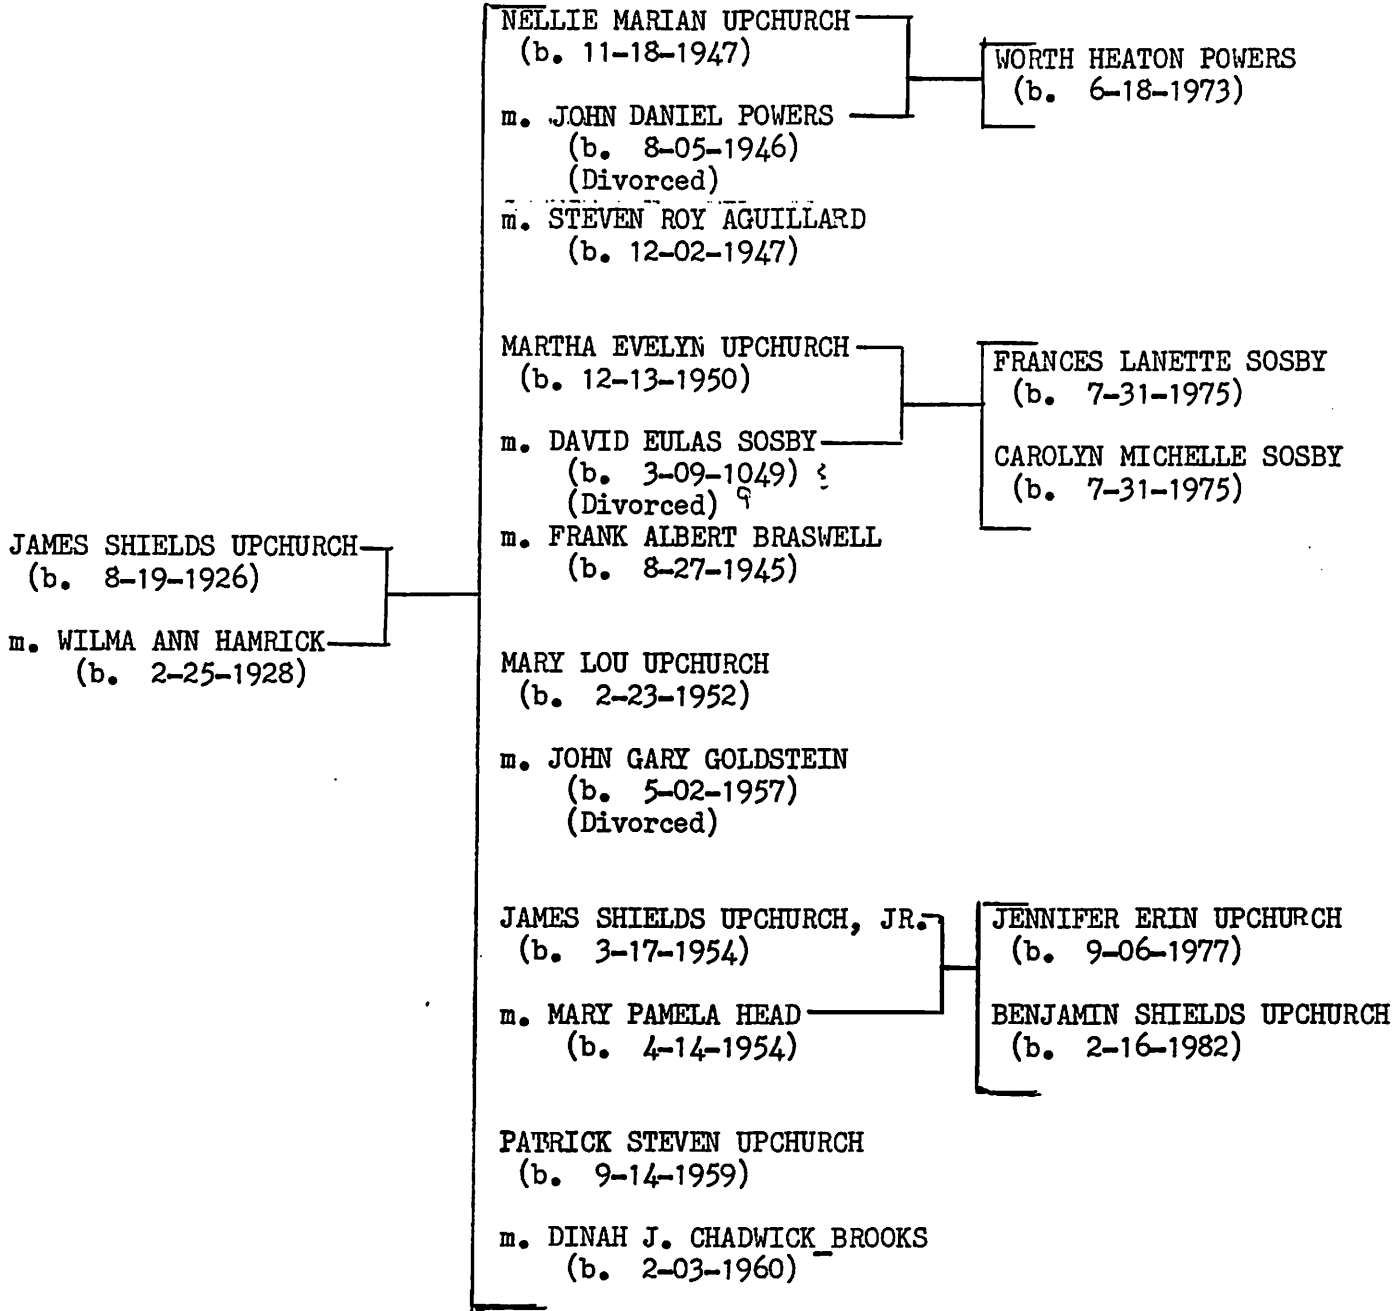 NELLIE MARIAN UPCHURCH
(b. 11-18-1947)
WORTH HEATON POWERS
(b. 6-18-1973)
m. JOHN DANIEL POWERS
(b. 8-05-1946)
(Divorced)
m. STEVEN ROY AGUILLARD
(b. 12-02-1947)
MARTHA EVELYN UPCHURCH
(b. 12-13-1950)
FRANCES LANETTE SOSBY
(b. 7-31-1975)
m. DAVID EULAS SOSBY
(b. 3-09-1049)
(Divorced) 9
CAROLYN MICHELLE SOSBY
(b. 7-31-1975)
m. FRANK ALBERT BRASWELL
(b. 8-27-1945)
JAMES SHIELDS UPCHURCH
(b. 8-19-1926)
m. WILMA ANN HAMRICK
(b. 2-25-1928)
MARY LOU UPCHURCH
(b. 2-23-1952)
m. JOHN GARY GOLDSTEIN
(b. 5-02-1957)
(Divorced)
JAMES SHIELDS UPCHURCH, JR.
(b. 3-17-1954)
JENNIFER ERIN UPCHURCH
(b. 9-06-1977)
m. MARY PAMELA HEAD
(b. 4-14-1954)
BENJAMIN SHIELDS UPCHURCH
(b. 2-16-1982)
PATRICK STEVEN UPCHURCH
(b. 9-14-1959)
m. DINAH J. CHADWICK BROOKS
(b. 2-03-1960)